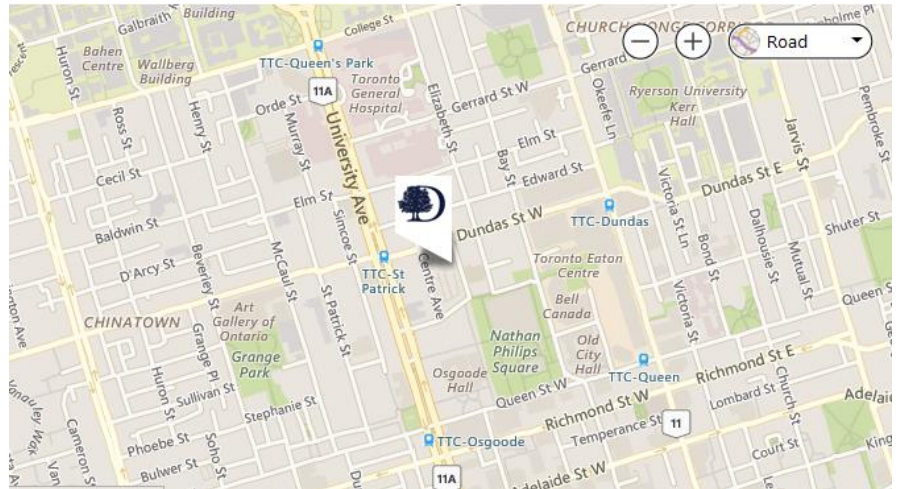 Galbraith
Building
College St
CHURCH
holme Pl
Road
Bahen
Centre
Wallberg
Building
TTC-Queen's Park
Huron St
Toronto
General
Hospital
11A
Orde St
Elizabeth St
Gerrard St W
Gerrard
Okeefe Ln
Ryerson University
Kerr
Hall
Pembroke St
Ross St
Henry St
Murray St
University Ave
Elm St
Jarvis St
Cecil St
Bay St
Edward St
Victoria St Ln
Dundas St E
Elm St
D
Baldwin St
Simcoe St
Dundas St W
TTC-Dundas
Bond St
Dalhousie St
Mutual St
Shuter St
D'Arcy St
Beverley St
McCaul St
TTC-St
Patrick
Centre Ave
Toronto Eaton
Centre
Victoria St
Queen S
CHINATOWN
Art
Gallery of
Ontario
St Patrick St
Bell
Canada
Grange Pl
Grange
Park
Nathan
Philips
Square
Old
City
Hall
Osgoode
Hall
TTC-Queen
Richmond St E
Huron St
Sullivan St
Stephanie St
Queen St W
Richmond St W
Lombard St
Church St
Adelai
Cameron St
Phoebe St
Soho St
TTC-Osgoode
Temperance St
11
Court St
King
Van
Bulwer St
Du
11A
delaide St W